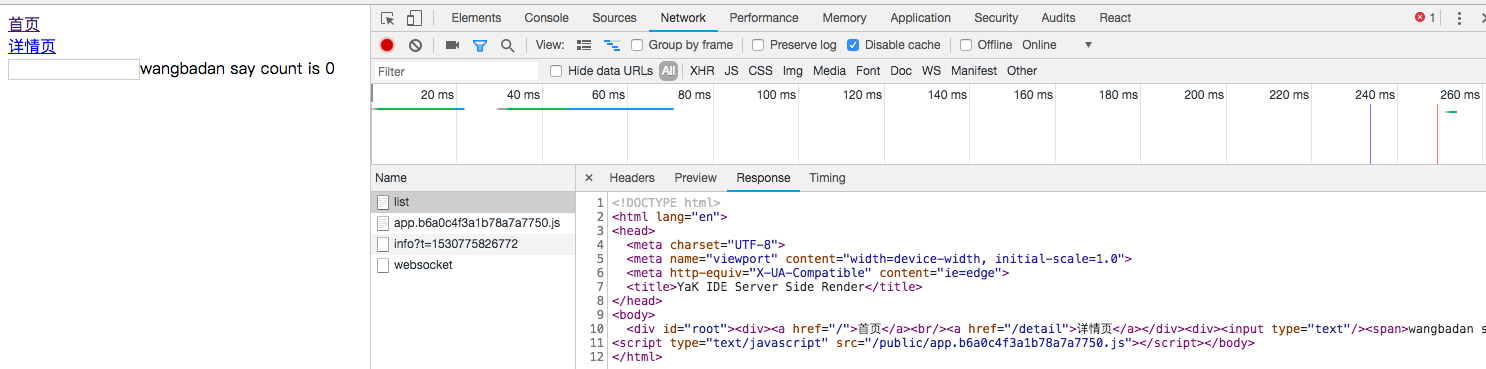 首页
详情页
wangbadan say count is 0
Elements Console Sources Network Performance Memory Application Security Audits React 1
View: Group by frame Preserve log Disable cache Offline Online
Filter Hide data URLs All XHR JS CSS Img Media Font Doc WS Manifest Other
20 ms 40 ms 60 ms 80 ms 100 ms 120 ms 140 ms 160 ms 180 ms 200 ms 220 ms 240 ms 260 ms
Name
list
app.b6a0c4f3a1b78a7a7750.js
info?t=1530775826772
websocket
× Headers Preview Response Timing
1 <!DOCTYPE html>
2 <html lang="en">
3 <head>
4 <meta charset="UTF-8">
5 <meta name="viewport" content="width=device-width, initial-scale=1.0">
6 <meta http-equiv="X-UA-Compatible" content="ie=edge">
7 <title>YaK IDE Server Side Render</title>
8 </head>
9 <body>
10 <div id="root"><div><a href="/">首页</a><br/><a href="/detail">详情页</a></div><div><input type="text"/><span>wangbadan s
11 <script type="text/javascript" src="/public/app.b6a0c4f3a1b78a7a7750.js"></script></body>
12 </html>